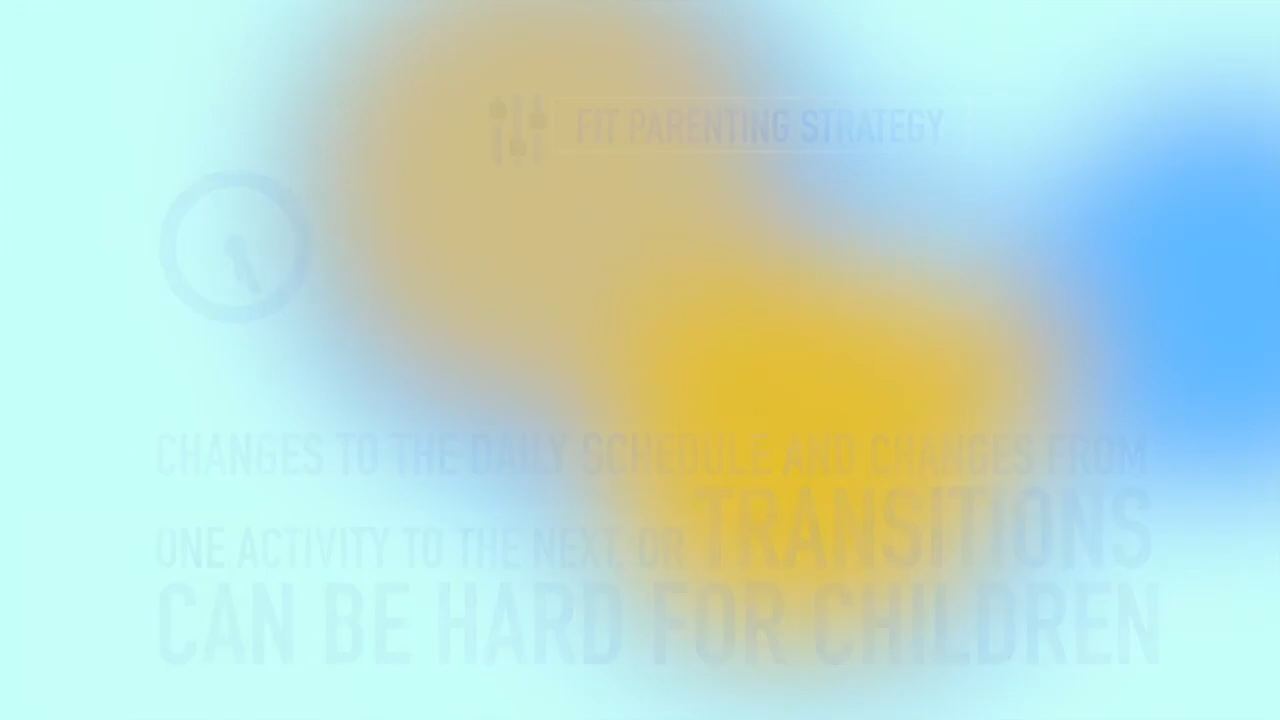 FIT PARENTING STRATEGY
CHANGES TO THE DAILY SCHEDULE AND CHANGES FROM
ONE ACTIVITY TO THE NEXT, OR TRANSITIONS
CAN BE HARD FOR CHILDREN